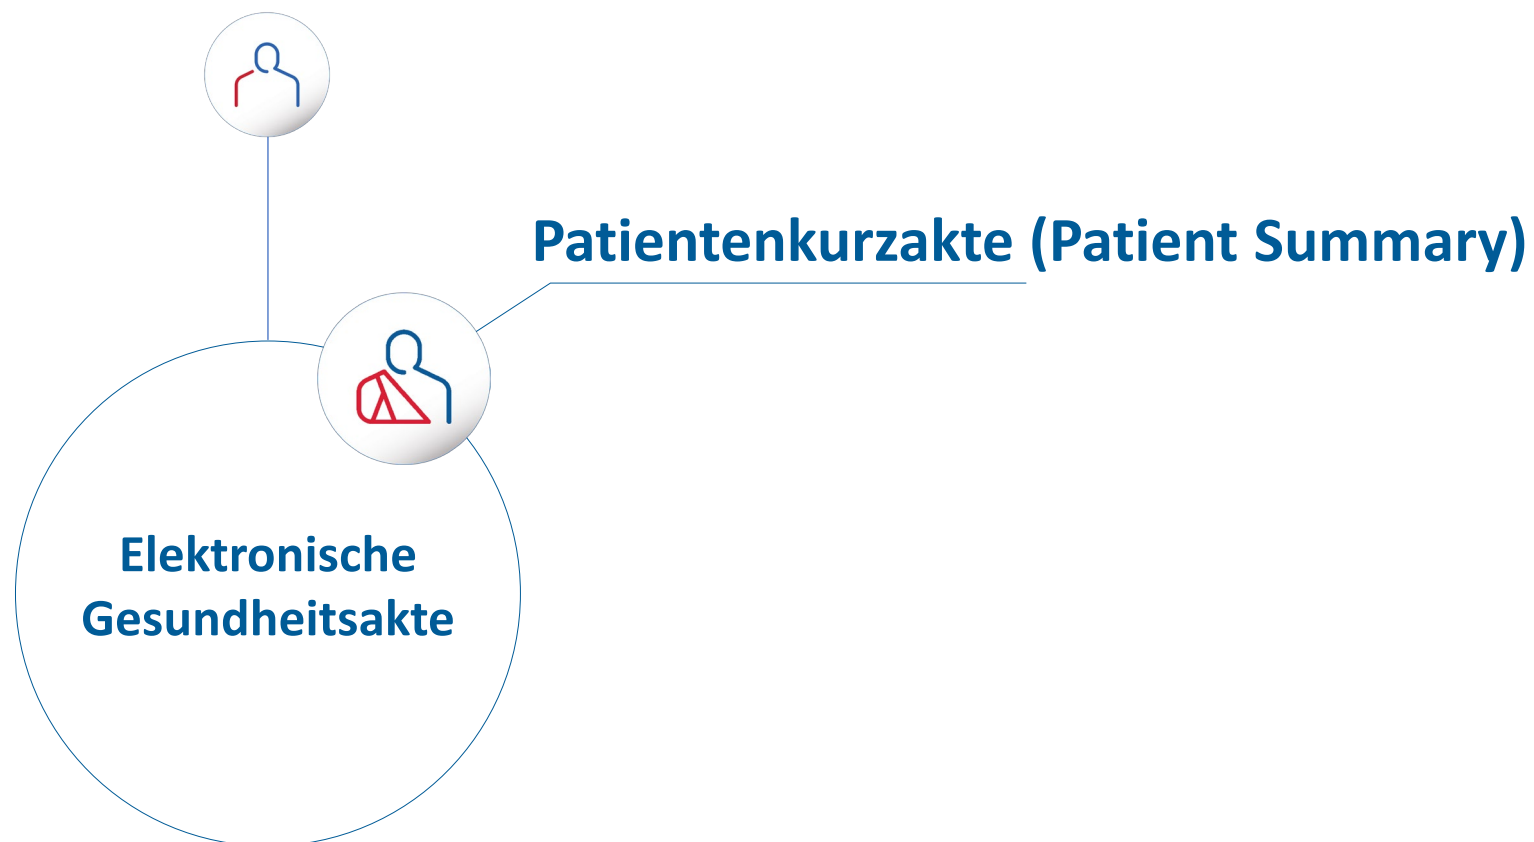 Patientenkurzakte (Patient Summary)
Elektronische
Gesundheitsakte